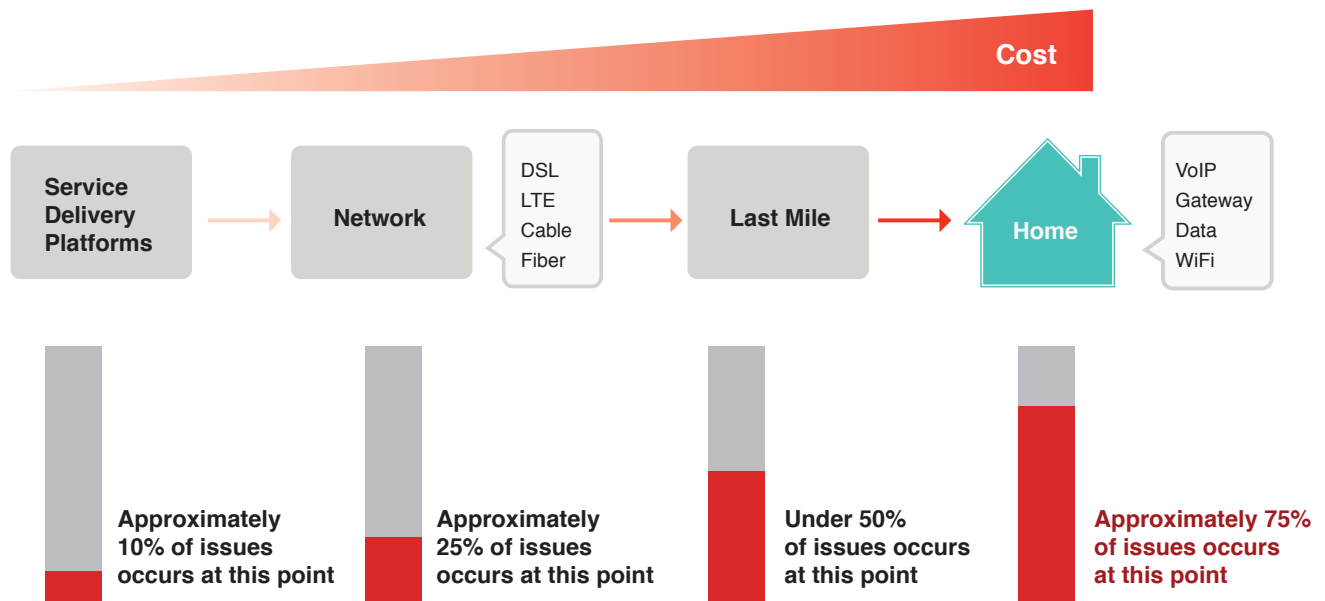 Cost
Service
Delivery
Platforms
Network
DSL
LTE
Cable
Fiber
Last Mile
Home
VoIP
Gateway
Data
WiFi
Approximately
10% of issues
occurs at this point
Approximately
25% of issues
occurs at this point
Under 50%
of issues occurs
at this point
Approximately 75%
of issues occurs
at this point